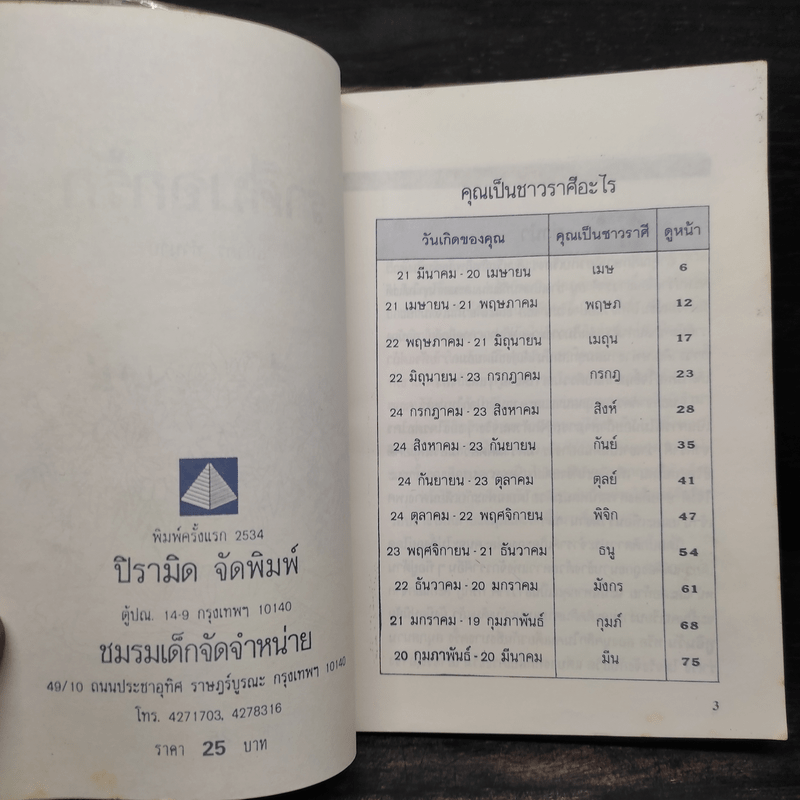 พิมพ์ครั้งแรก 2534
ปิรามิด จัดพิมพ์
ตู้ปณ. 14-9 กรุงเทพฯ 10140
ชมรมเด็กจัดจำหน่าย
49/10 ถนนประชาอุทิศ ราษฎร์บูรณะ กรุงเทพฯ 10140
โทร. 4271703, 4278316
ราคา 25 บาท
คุณเป็นชาวราศีอะไร
วันเกิดของคุณ คุณเป็นชาวราศี ดูหน้า
21 มีนาคม - 20 เมษายน เมษ 6
21 เมษายน - 21 พฤษภาคม พฤษภ 12
22 พฤษภาคม - 21 มิถุนายน เมถุน 17
22 มิถุนายน - 23 กรกฎาคม กรกฎ 23
24 กรกฎาคม - 23 สิงหาคม สิงห์ 28
24 สิงหาคม - 23 กันยายน กันย์ 35
24 กันยายน - 23 ตุลาคม ตุลย์ 41
24 ตุลาคม - 22 พฤศจิกายน พิจิก 47
23 พฤศจิกายน - 21 ธันวาคม ธนู 54
22 ธันวาคม - 20 มกราคม มังกร 61
21 มกราคม - 19 กุมภาพันธ์ กุมภ์ 68
20 กุมภาพันธ์ - 20 มีนาคม มีน 75
3